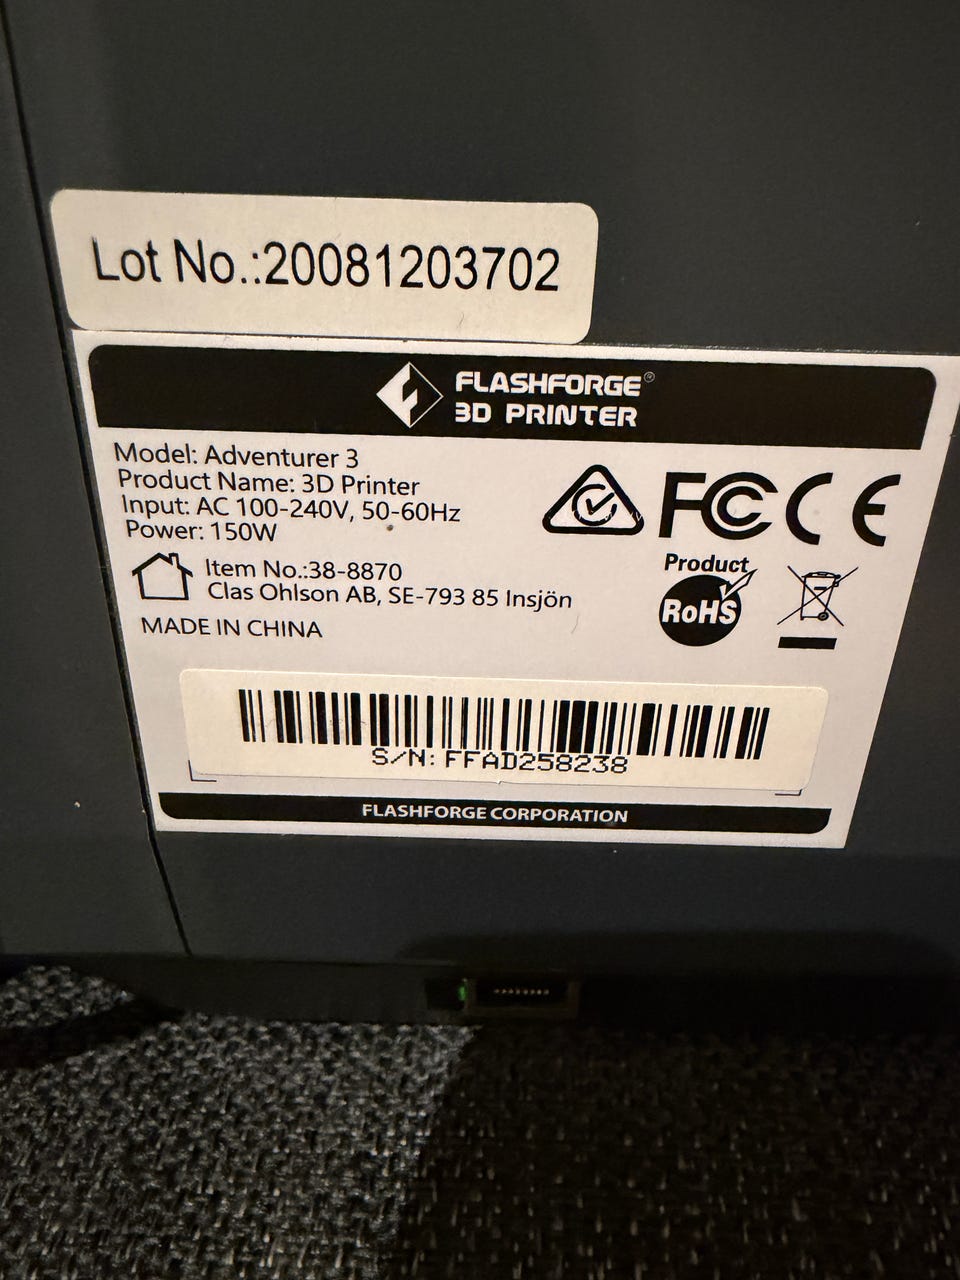 Lot No.:20081203702
FLASHFORGE®
3D PRINTER
Model: Adventurer 3
Product Name: 3D Printer
Input: AC 100-240V, 50-60Hz
Power: 150W
Item No.:38-8870
Clas Ohlson AB, SE-793 85 Insjön
MADE IN CHINA
FC CE
Product
RoHS
S/N: FFAD258238
FLASHFORGE CORPORATION